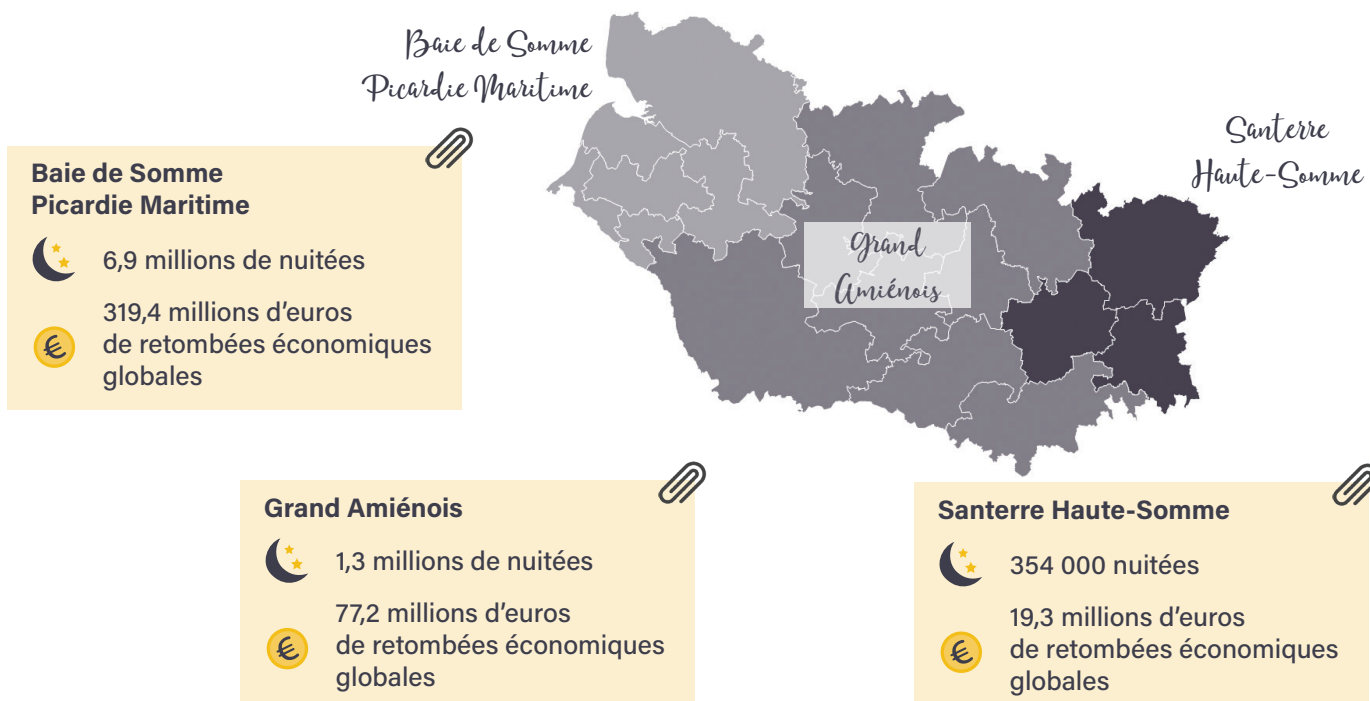 Baie de Somme
Picardie Maritime
Santerre
Haute-Somme
Grand
Amiénois
Baie de Somme
Picardie Maritime
6,9 millions de nuitées
319,4 millions d’euros
de retombées économiques
globales
Grand Amiénois
1,3 millions de nuitées
77,2 millions d’euros
de retombées économiques
globales
Santerre Haute-Somme
354 000 nuitées
19,3 millions d’euros
de retombées économiques
globales